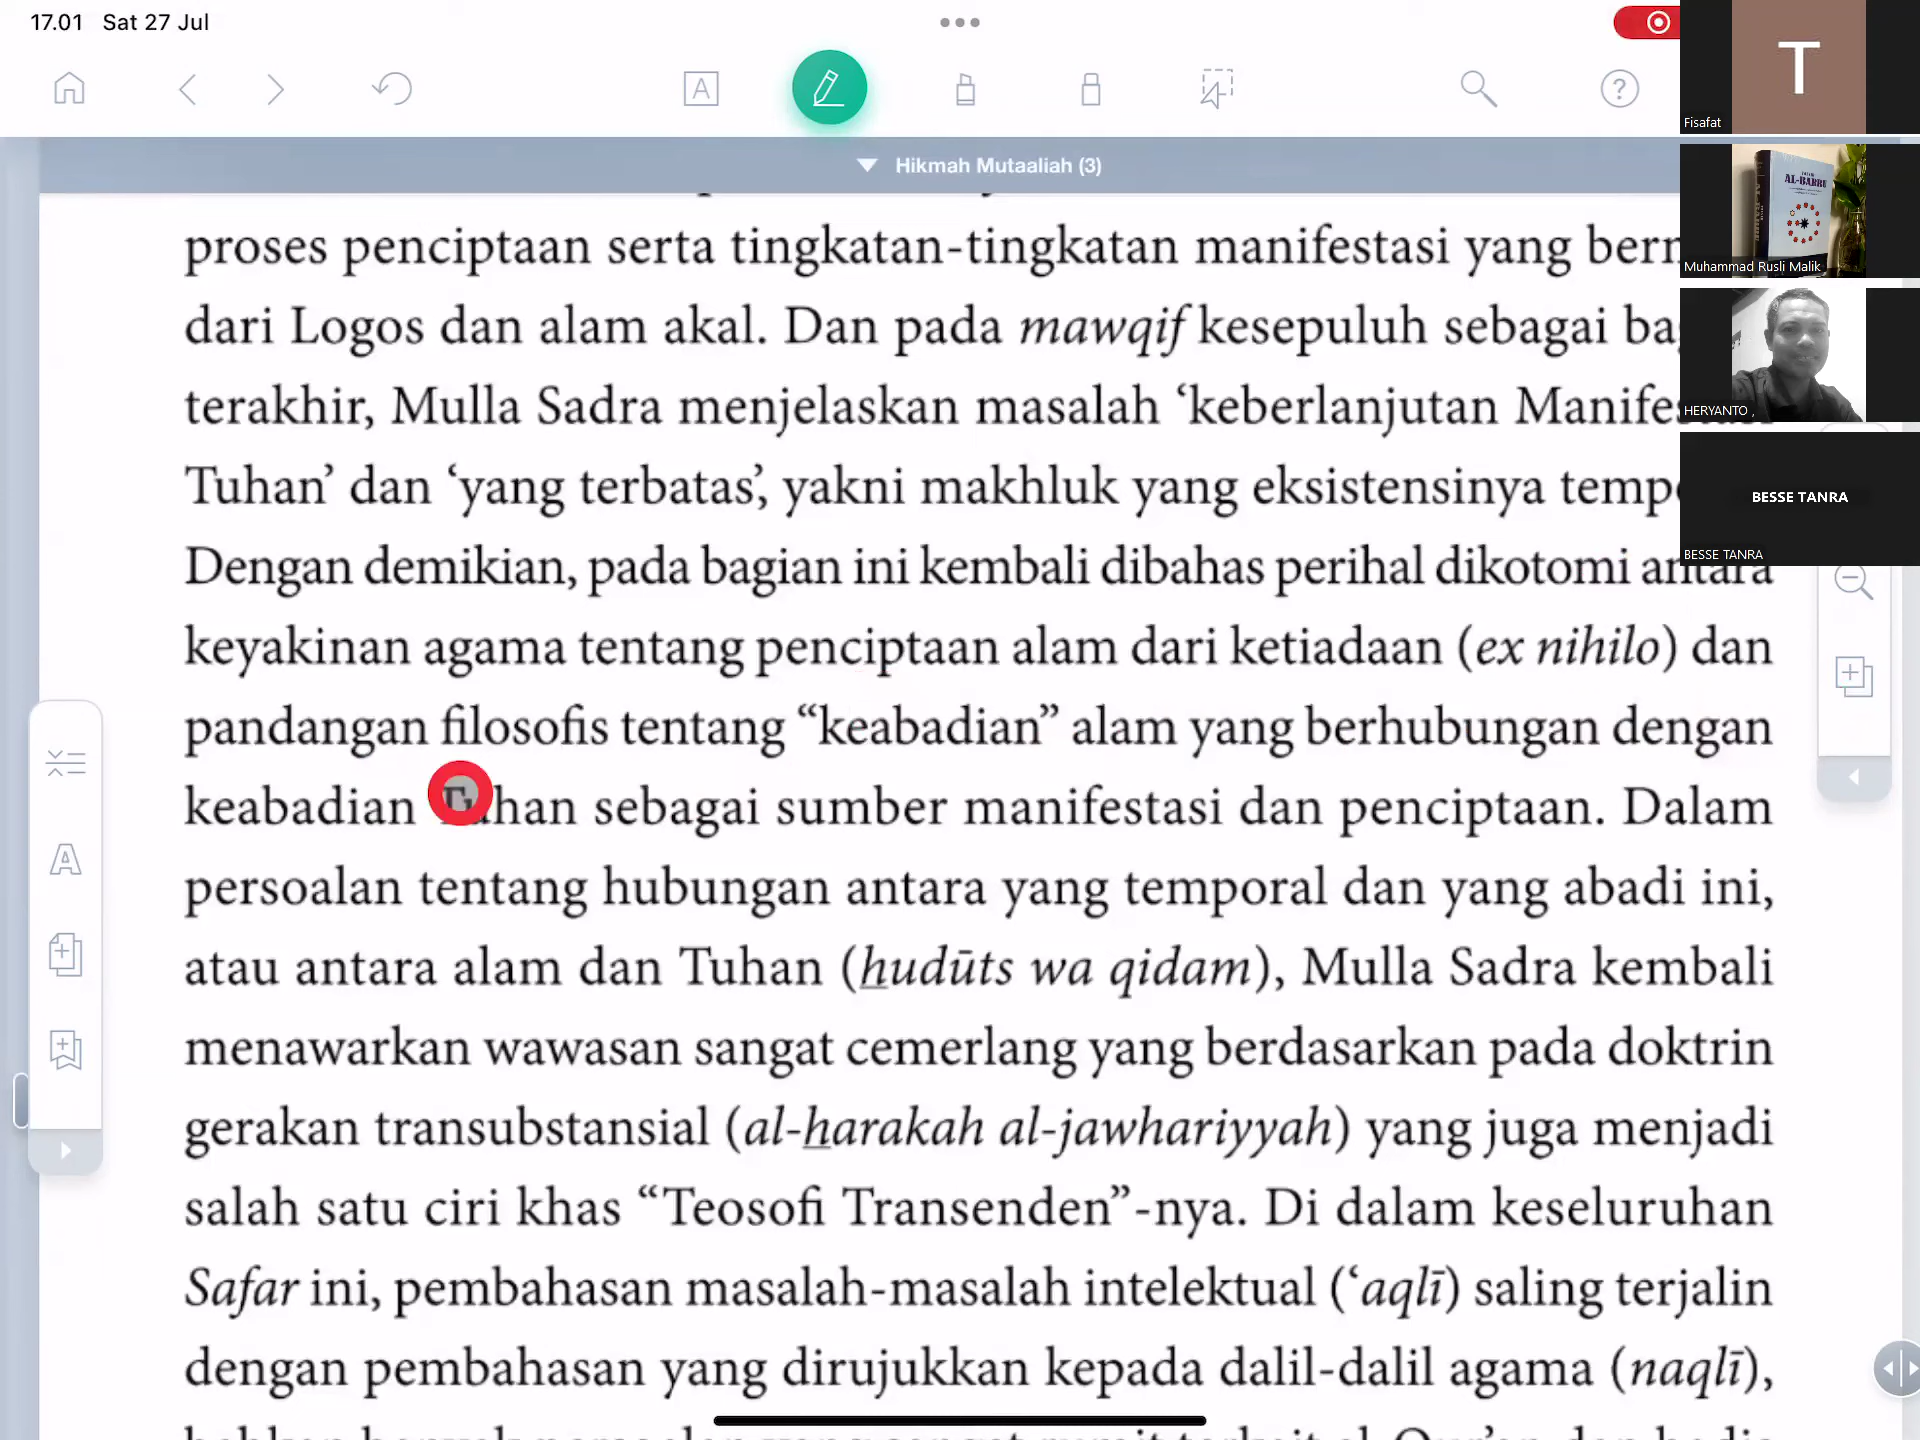 17.01 Sat 27 Jul
A
?
Hikmah Mutaaliah (3)
proses penciptaan serta tingkatan-tingkatan manifestasi yang
dari Logos dan alam akal. Dan pada mawqif kesepuluh sebagai
terakhir, Mulla Sadra menjelaskan masalah ‘keberlanjutan
Tuhan’ dan ‘yang terbatas’, yakni makhluk yang eksistensinya
Dengan demikian, pada bagian ini kembali dibahas perihal dikotomi antara
keyakinan agama tentang penciptaan alam dari ketiadaan (ex nihilo) dan
pandangan filosofis tentang “keabadian” alam yang berhubungan dengan
keabadian Tuhan sebagai sumber manifestasi dan penciptaan. Dalam
persoalan tentang hubungan antara yang temporal dan yang abadi ini,
atau antara alam dan Tuhan (ẖudūts wa qidam), Mulla Sadra kembali
menawarkan wawasan sangat cemerlang yang berdasarkan pada doktrin
gerakan transubstansial (al-ẖarakah al-jawhariyyah) yang juga menjadi
salah satu ciri khas “Teosofi Transenden”-nya. Di dalam keseluruhan
Safar ini, pembahasan masalah-masalah intelektual (‘aqlī) saling terjalin
dengan pembahasan yang dirujukkan kepada dalil-dalil agama (naqlī),
A
T
Fisafat
AL-BARRU
Muhammad Rusli Malik
HERYANTO ,
BESSE TANRA
BESSE TANRA